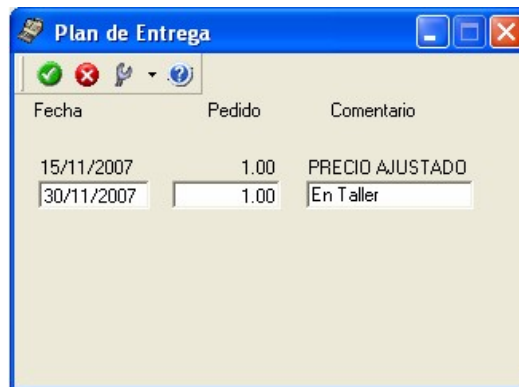 Plan de Entrega
Fecha Pedido Comentario
15/11/2007 1.00 PRECIO AJUSTADO
30/11/2007 1.00 En Taller